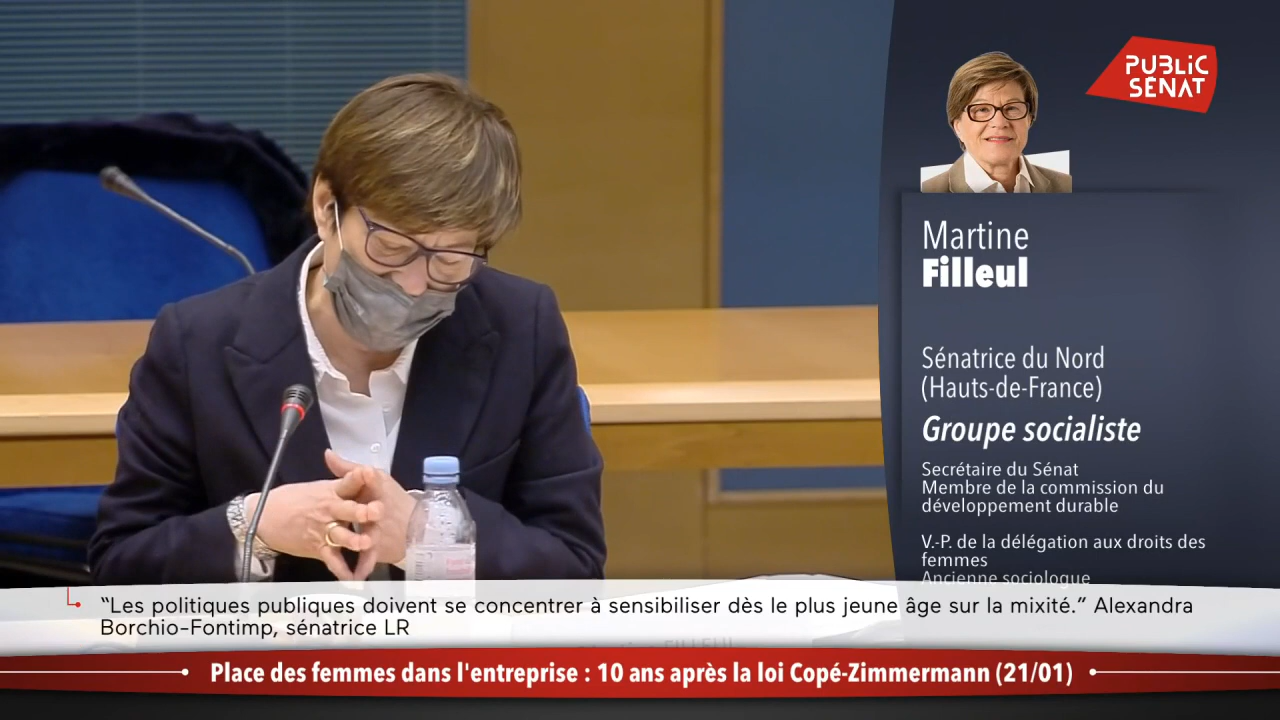 PUBLIC
SÉNAT
Martine
Filleul
Sénatrice du Nord
(Hauts-de-France)
Groupe socialiste
Secrétaire du Sénat
Membre de la commission du
développement durable
V.-P. de la délégation aux droits des
femmes
Ancienne sociologue
“Les politiques publiques doivent se concentrer à sensibiliser dès le plus jeune âge sur la mixité.” Alexandra
Borchio-Fontimp, sénatrice LR
FILLEUL
Place des femmes dans l'entreprise : 10 ans après la loi Copé-Zimmermann (21/01)